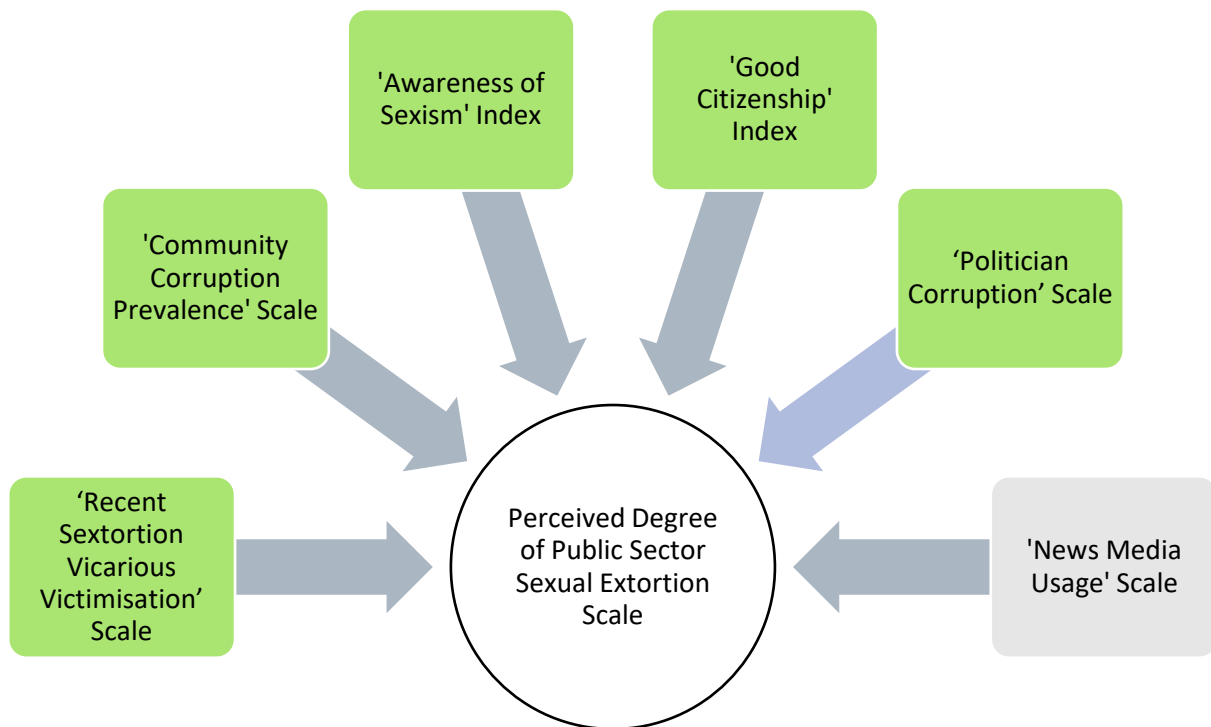 'Awareness of
Sexism' Index
'Good
Citizenship'
Index
'Community
Corruption
Prevalence' Scale
‘Politician
Corruption’ Scale
‘Recent
Sextortion
Vicarious
Victimisation’
Scale
Perceived Degree
of Public Sector
Sexual Extortion
Scale
'News Media
Usage' Scale